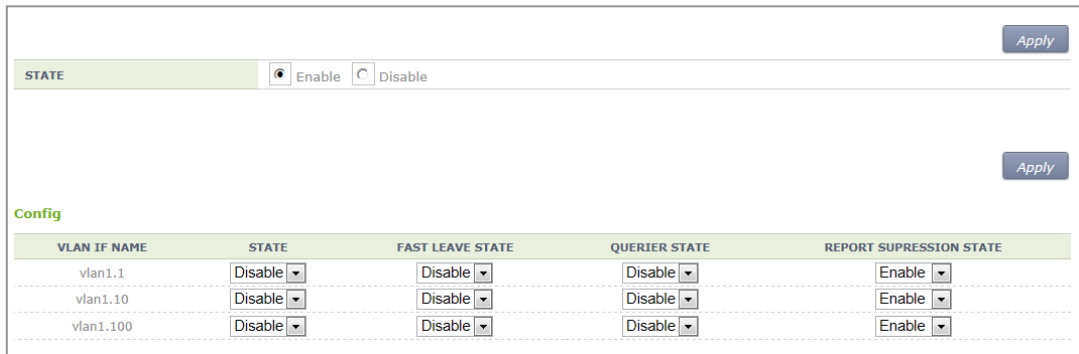 Apply
STATE Enable Disable
Apply
Config
VLAN IF NAME STATE FAST LEAVE STATE QUERIER STATE REPORT SUPRESSION STATE
vlan1.1 Disable Disable Disable Enable
vlan1.10 Disable Disable Disable Enable
vlan1.100 Disable Disable Disable Enable